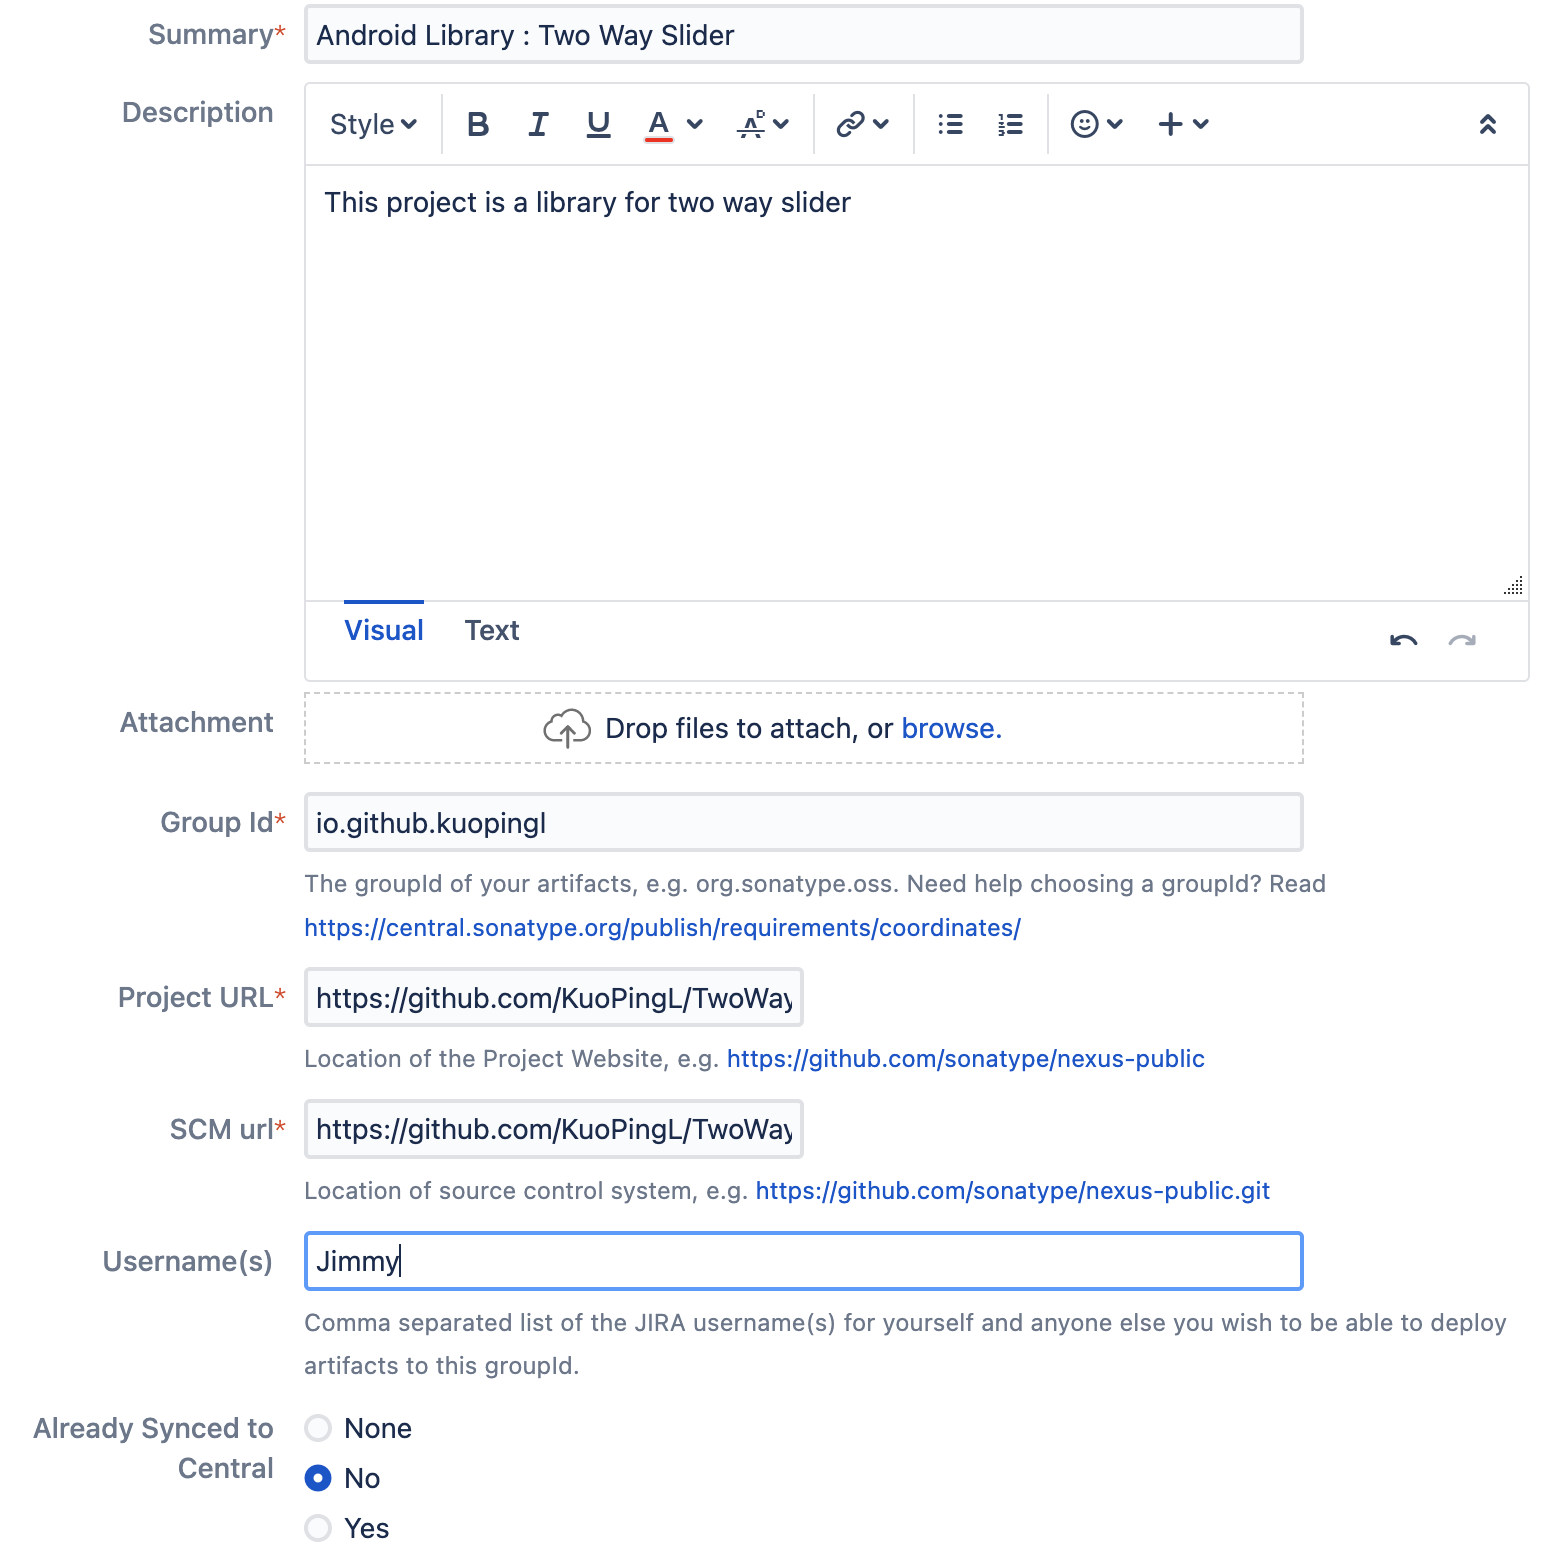 Summary* Android Library : Two Way Slider
Description
Style B I U A
This project is a library for two way slider
Visual Text
Attachment Drop files to attach, or browse.
Group Id* io.github.kuopingl
The groupId of your artifacts, e.g. org.sonatype.oss. Need help choosing a groupId? Read
https://central.sonatype.org/publish/requirements/coordinates/
Project URL* https://github.com/KuoPingL/TwoWay
Location of the Project Website, e.g. https://github.com/sonatype/nexus-public
SCM url* https://github.com/KuoPingL/TwoWay
Location of source control system, e.g. https://github.com/sonatype/nexus-public.git
Username(s) Jimmy
Comma separated list of the JIRA username(s) for yourself and anyone else you wish to be able to deploy
artifacts to this groupId.
Already Synced to
Central
None
No
Yes